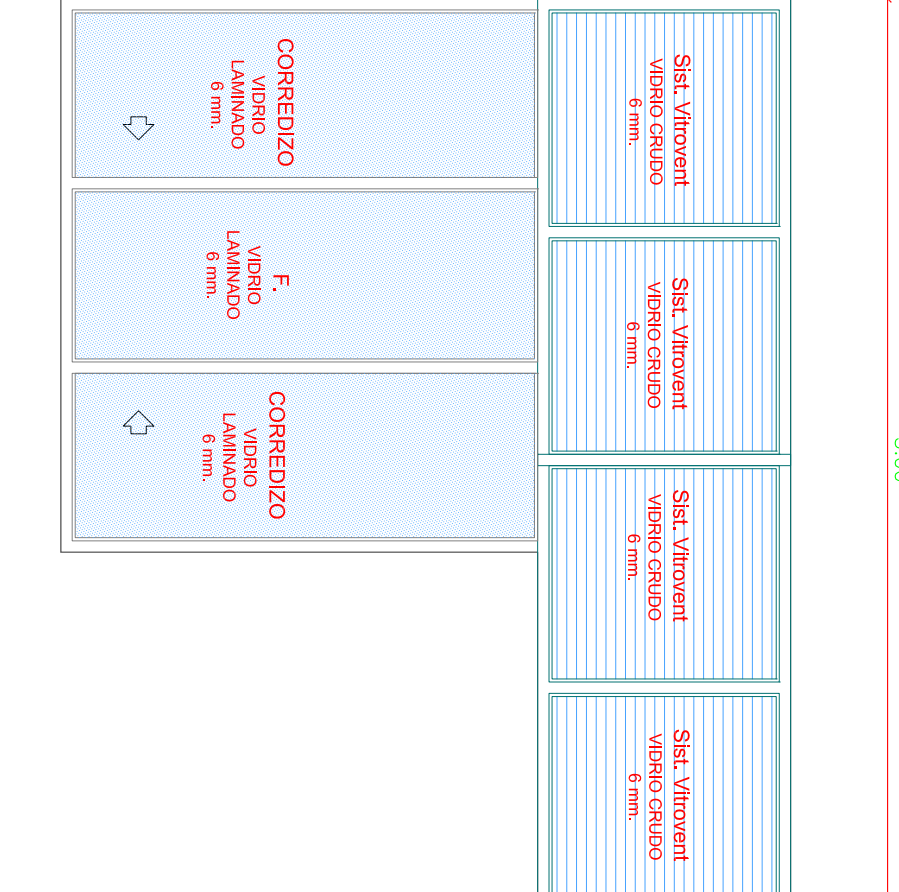 Sist. Vitrovent
VIDRIO CRUDO
6 mm.
Sist. Vitrovent
VIDRIO CRUDO
6 mm.
Sist. Vitrovent
VIDRIO CRUDO
6 mm.
Sist. Vitrovent
VIDRIO CRUDO
6 mm.
CORREDIZO
VIDRIO
LAMINADO
6 mm.
F.
VIDRIO
LAMINADO
6 mm.
CORREDIZO
VIDRIO
LAMINADO
6 mm.